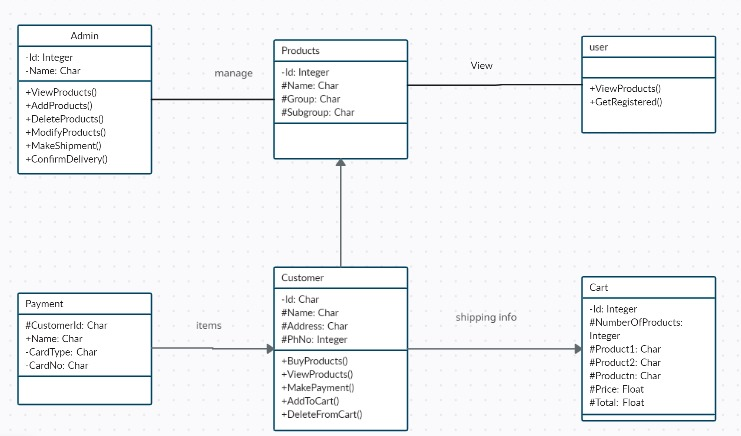 Admin
-Id: Integer
-Name: Char
+ViewProducts()
+AddProducts()
+DeleteProducts()
+ModifyProducts()
+MakeShipment()
+ConfirmDelivery()
manage
Products
-Id: Integer
#Name: Char
#Group: Char
#Subgroup: Char
View
user
+ViewProducts()
+GetRegistered()
Payment
#CustomerId: Char
+Name: Char
-CardType: Char
-CardNo: Char
items
Customer
-Id: Char
#Name: Char
#Address: Char
#PhNo: Integer
+BuyProducts()
+ViewProducts()
+MakePayment()
+AddToCart()
+DeleteFromCart()
shipping info
Cart
-Id: Integer
#NumberOfProducts:
Integer
#Product1: Char
#Product2: Char
#Productn: Char
#Price: Float
#Total: Float